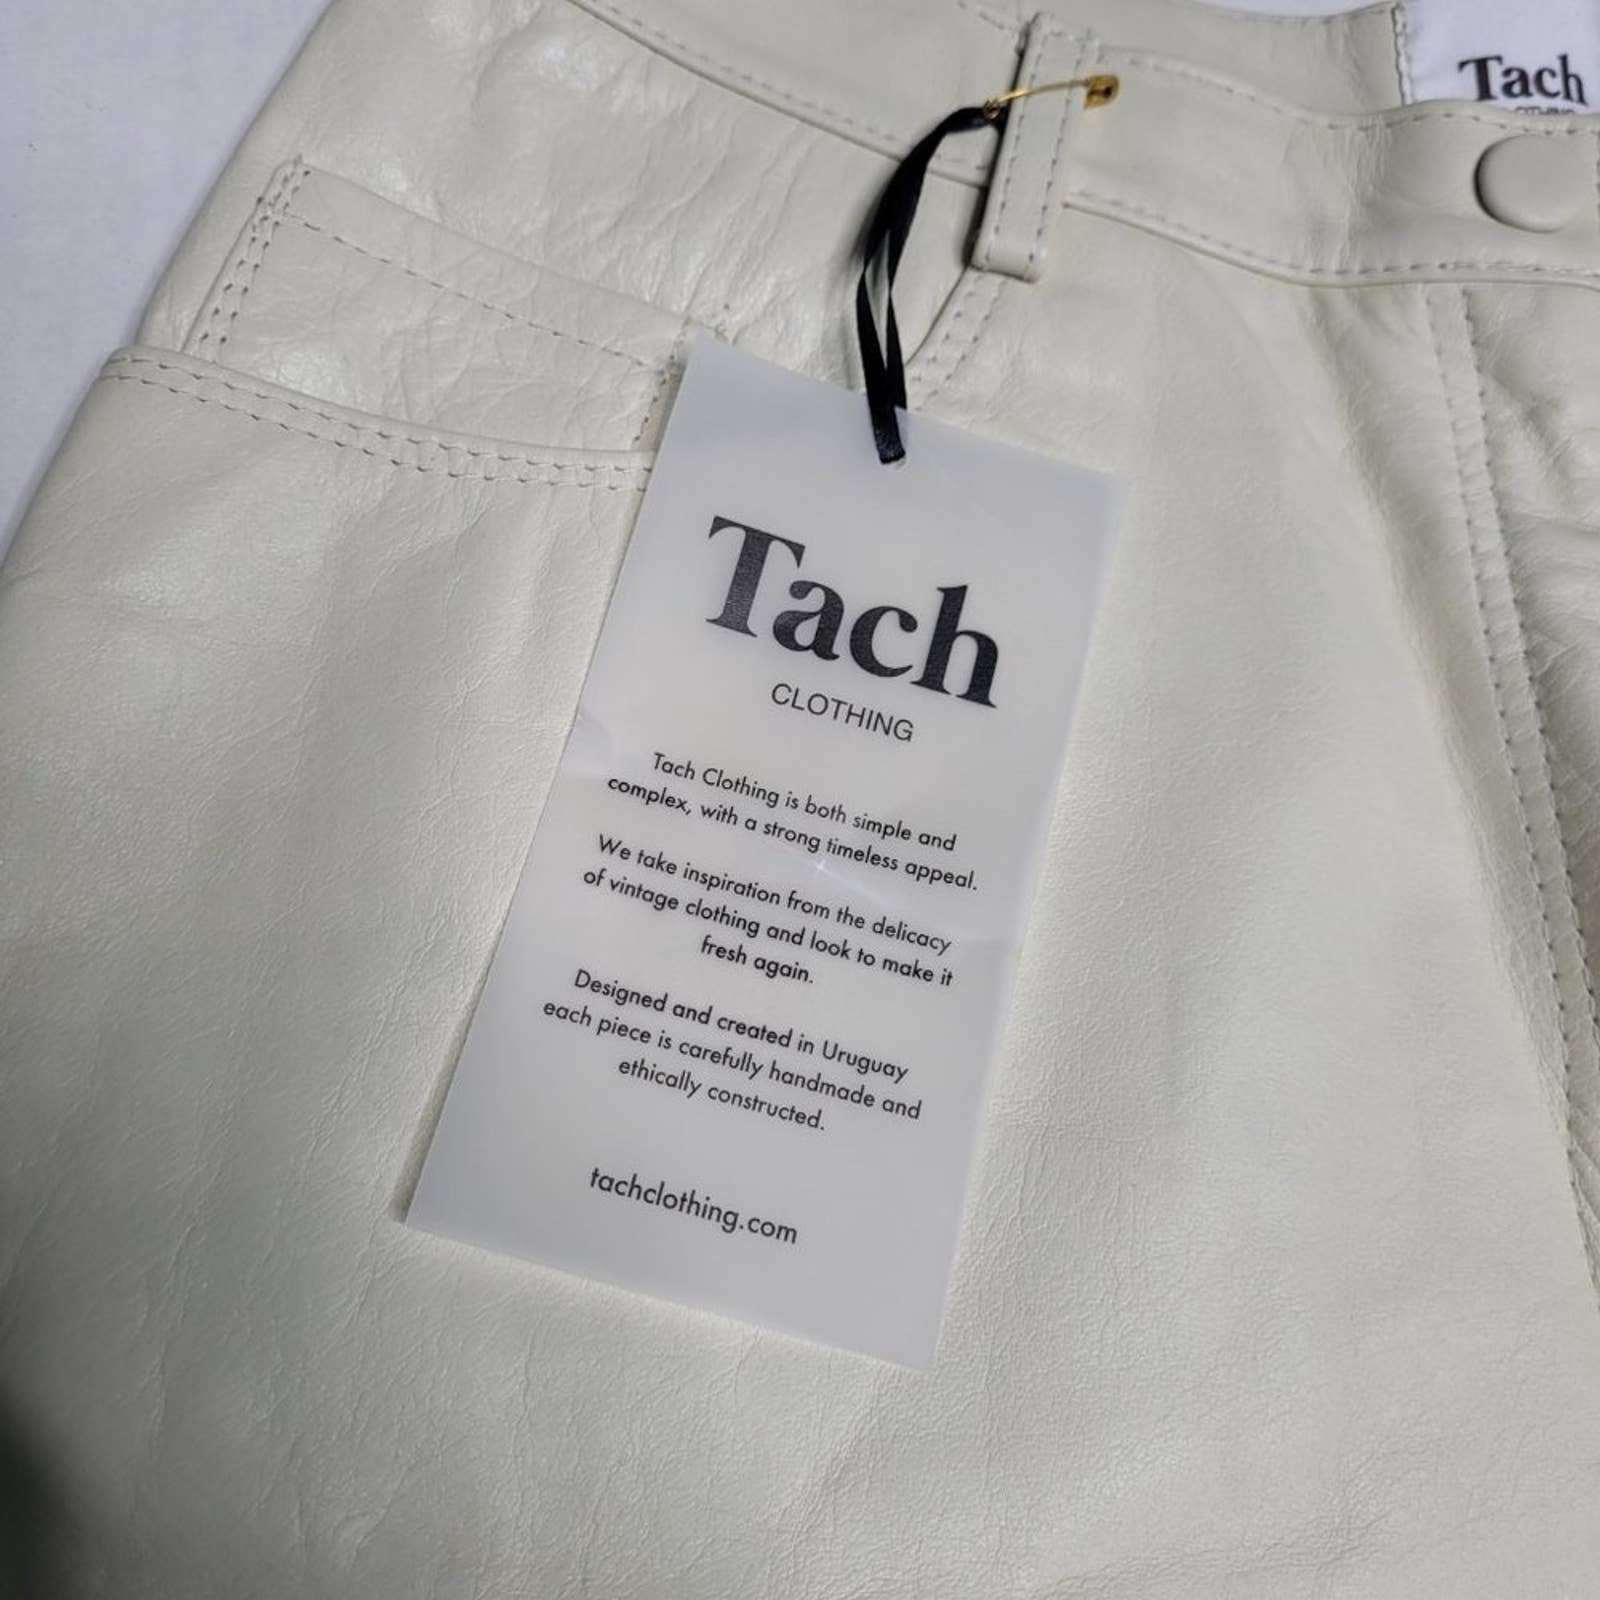 Tach
Tach
CLOTHING
Tach Clothing is both simple and
complex, with a strong timeless appeal.
We take inspiration from the delicacy
of vintage clothing and look to make it
fresh again.
Designed and created in Uruguay
each piece is carefully handmade and
ethically constructed.
tachclothing.com